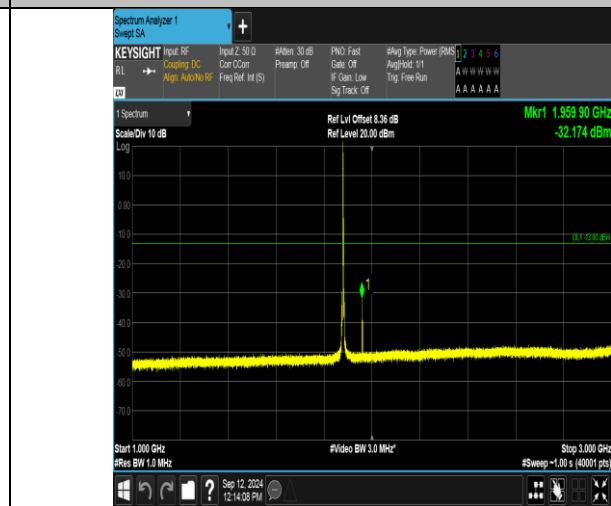 Spectrum Analyzer 1
Swept SA
+
KEYSIGHT Input: RF Input Z: 50 Ω #Atten: 30 dB PNO: Fast #Avg Type: Power (RMS 1 2 3 4 5 6
RL Coupling: DC Corr CCorr Preamp: Off Gate: Off Avg|Hold: 1/1 A W W W W W
Align: Auto/No RF Freq Ref: Int (S) IF Gain: Low Trig: Free Run
LXI Sig Track: Off A A A A A A
1 Spectrum Ref Lvl Offset 8.36 dB Mkr1 1.959 90 GHz
Scale/Div 10 dB Ref Level 20.00 dBm -32.174 dBm
Log
10.0
0.00
-10.0
DL1 -13.00 dBm
-20.0
1
-30.0
-40.0
-50.0
-60.0
-70.0
Start 1.000 GHz #Video BW 3.0 MHz* Stop 3.000 GHz
#Res BW 1.0 MHz #Sweep ~1.00 s (40001 pts)
? Sep 12, 2024
12:14:08 PM